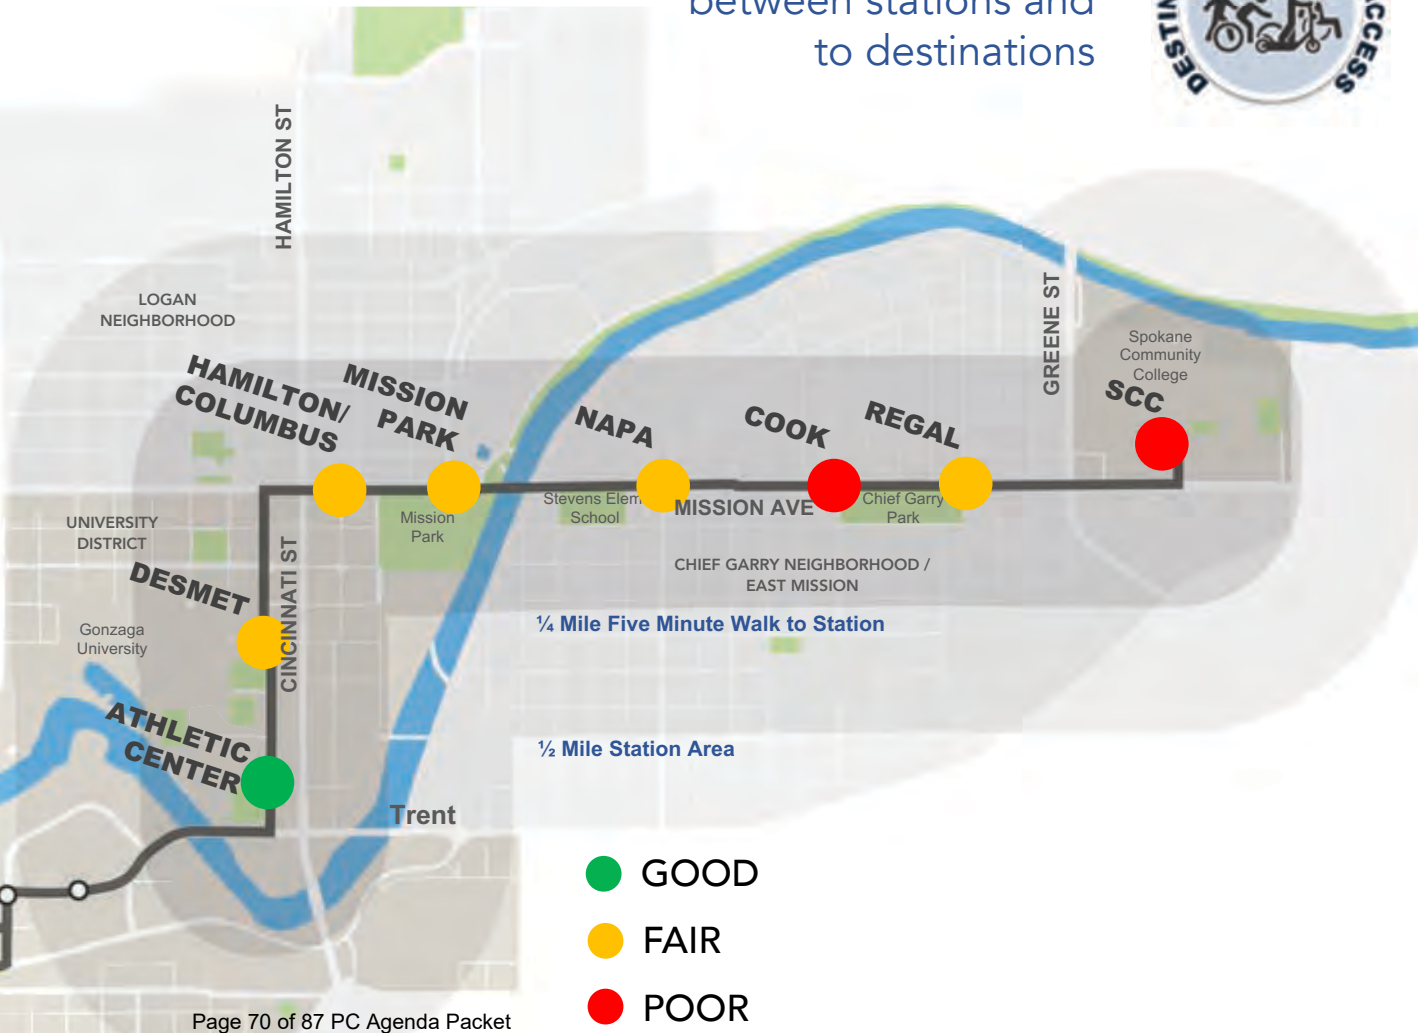 between stations and
to destinations
DESTIN
CCESS
HAMILTON ST
LOGAN
NEIGHBORHOOD
GREENE ST
Spokane
Community
College
SCC
HAMILTON/
COLUMBUS
MISSION
PARK
NAPA
COOK
REGAL
Stevens Elem
School
MISSION AVE
Chief Garry
Park
Mission
Park
UNIVERSITY
DISTRICT
CINCINNATI ST
DESMET
CHIEF GARRY NEIGHBORHOOD /
EAST MISSION
¼ Mile Five Minute Walk to Station
Gonzaga
University
ATHLETIC
CENTER
½ Mile Station Area
Trent
GOOD
FAIR
POOR
Page 70 of 87 PC Agenda Packet